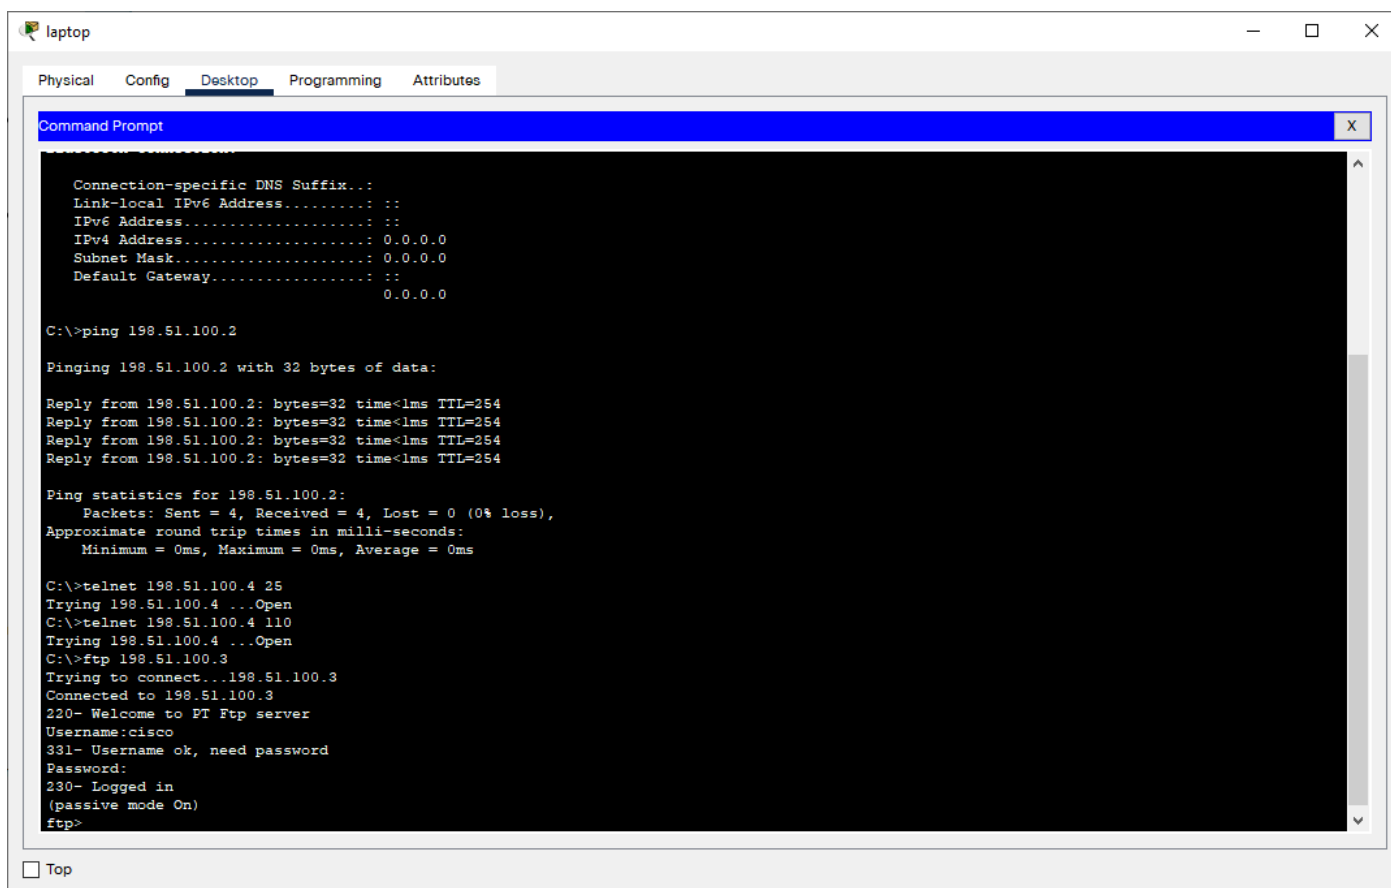 laptop
Physical Config Desktop Programming Attributes
Command Prompt
X
Connection-specific DNS Suffix..:
Link-local IPv6 Address.........: ::
IPv6 Address....................: ::
IPv4 Address....................: 0.0.0.0
Subnet Mask.....................: 0.0.0.0
Default Gateway.................: ::
0.0.0.0
C:\>ping 198.51.100.2
Pinging 198.51.100.2 with 32 bytes of data:
Reply from 198.51.100.2: bytes=32 time<1ms TTL=254
Reply from 198.51.100.2: bytes=32 time<1ms TTL=254
Reply from 198.51.100.2: bytes=32 time<1ms TTL=254
Reply from 198.51.100.2: bytes=32 time<1ms TTL=254
Ping statistics for 198.51.100.2:
Packets: Sent = 4, Received = 4, Lost = 0 (0% loss),
Approximate round trip times in milli-seconds:
Minimum = 0ms, Maximum = 0ms, Average = 0ms
C:\>telnet 198.51.100.4 25
Trying 198.51.100.4 ...Open
C:\>telnet 198.51.100.4 110
Trying 198.51.100.4 ...Open
C:\>ftp 198.51.100.3
Trying to connect...198.51.100.3
Connected to 198.51.100.3
220- Welcome to PT Ftp server
Username:cisco
331- Username ok, need password
Password:
230- Logged in
(passive mode On)
ftp>
Top